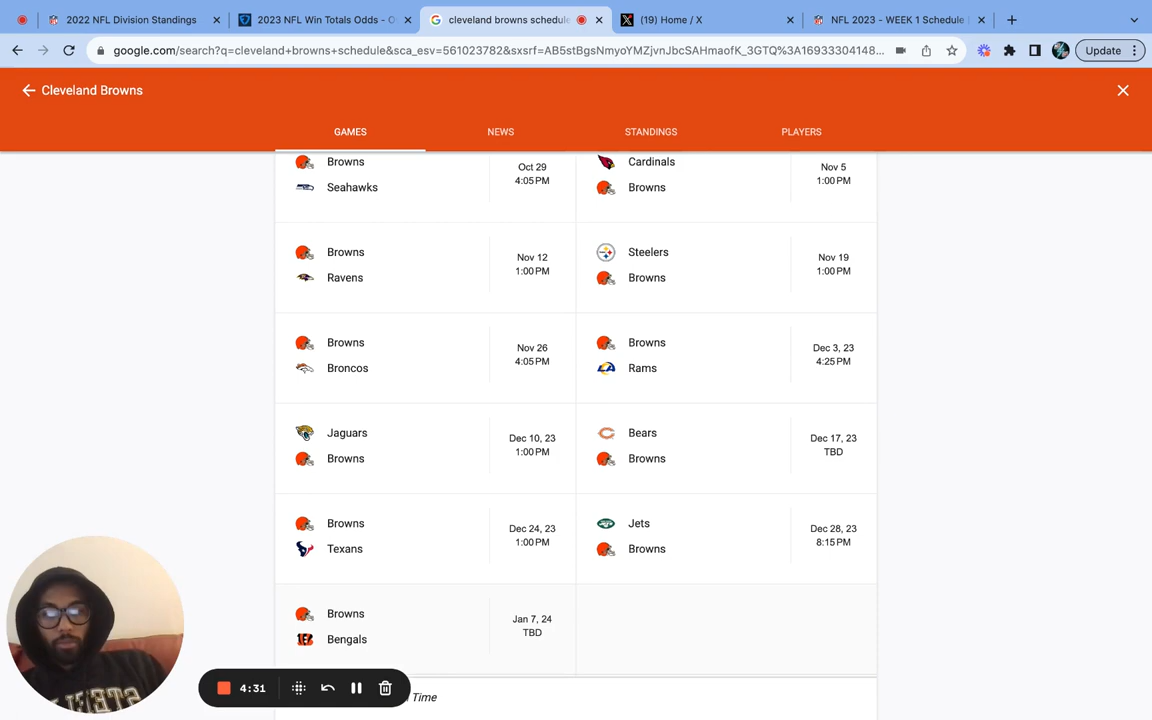 2022 NFL Division Standings
2023 NFL Win Totals Odds - O
cleveland browns schedule
(19) Home / X
NFL 2023 - WEEK 1 Schedule
google.com/search?q=cleveland+browns+schedule&sca_esv=561023782&sxsrf=AB5stBgsNmyoYMZjvnJbcSAHmaofK_3GTQ%3A16933304148...
Update
Cleveland Browns
GAMES
NEWS
STANDINGS
PLAYERS
Browns
Seahawks
Oct 29
4:05 PM
Cardinals
Browns
Nov 5
1:00 PM
Browns
Ravens
Nov 12
1:00 PM
Steelers
Browns
Nov 19
1:00 PM
Browns
Broncos
Nov 26
4:05 PM
Browns
Rams
Dec 3, 23
4:25 PM
Jaguars
Browns
Dec 10, 23
1:00 PM
Bears
Browns
Dec 17, 23
TBD
Browns
Texans
Dec 24, 23
1:00 PM
Jets
Browns
Dec 28, 23
8:15 PM
Browns
Bengals
Jan 7, 24
TBD
4:31
Time